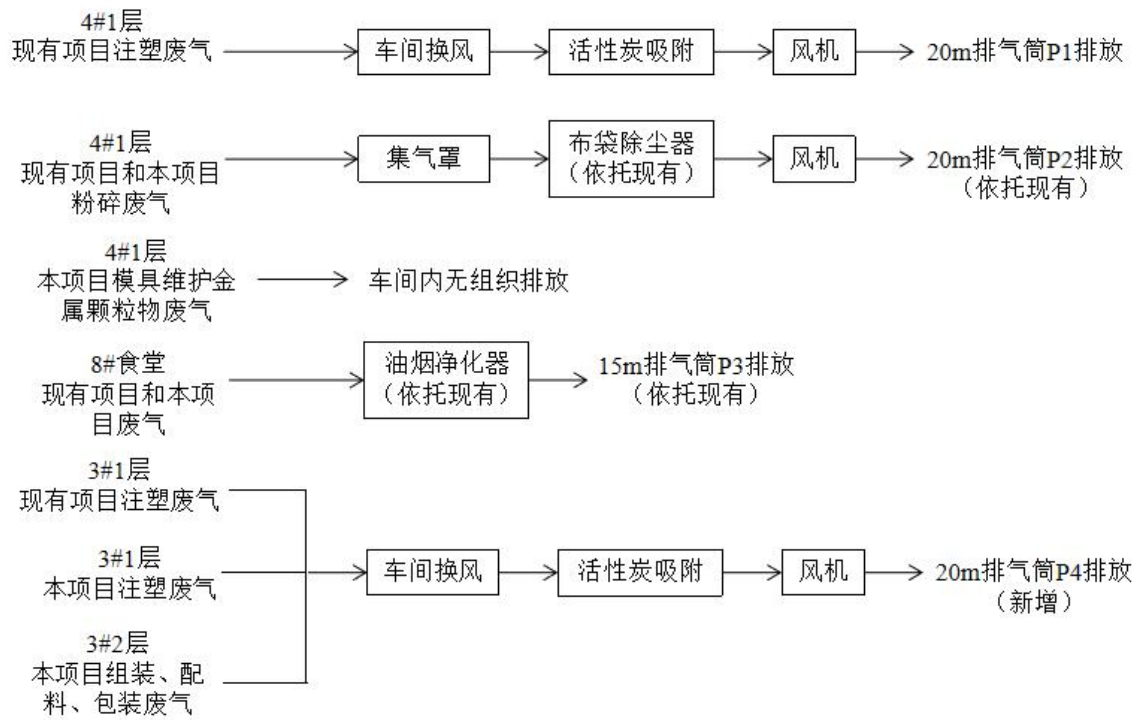 4#1层
现有项目注塑废气
车间换风
活性炭吸附
风机
20m排气筒P1排放
4#1层
现有项目和本项目
粉碎废气
集气罩
布袋除尘器
（依托现有）
风机
20m排气筒P2排放
（依托现有）
4#1层
本项目模具维护金
属颗粒物废气
车间内无组织排放
8#食堂
现有项目和本项
目废气
油烟净化器
（依托现有）
15m排气筒P3排放
（依托现有）
3#1层
现有项目注塑废气
3#1层
本项目注塑废气
3#2层
本项目组装、配
料、包装废气
车间换风
活性炭吸附
风机
20m排气筒P4排放
（新增）